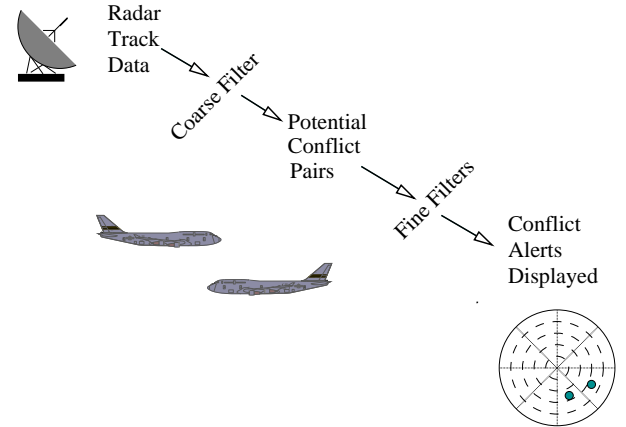 Radar
Track
Data
Coarse Filter
Potential
Conflict
Pairs
Fine Filters
Conflict
Alerts
Displayed